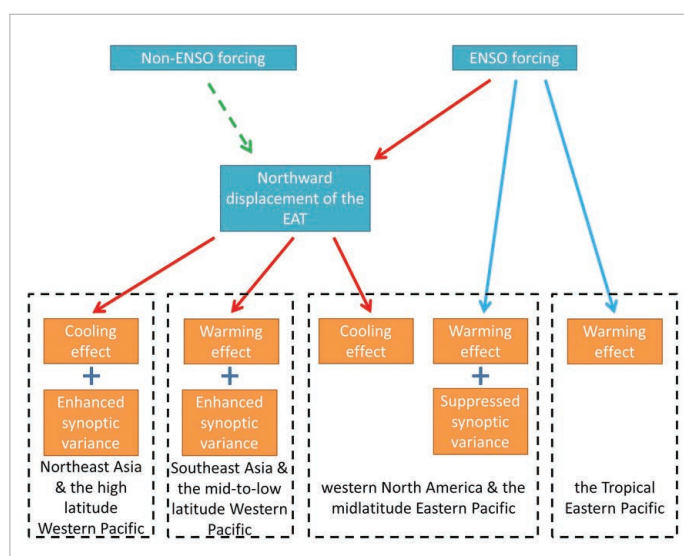 Non-ENSO forcing
ENSO forcing
Northward
displacement of the
EAT
Cooling
effect
+
Enhanced
synoptic
variance
Northeast Asia
& the high
latitude
Western Pacific
Warming
effect
+
Enhanced
synoptic
variance
Southeast Asia &
the mid-to-low
latitude Western
Pacific
Cooling
effect
Warming
effect
+
Suppressed
synoptic
variance
western North America & the
midlatitude Eastern Pacific
Warming
effect
the Tropical
Eastern Pacific